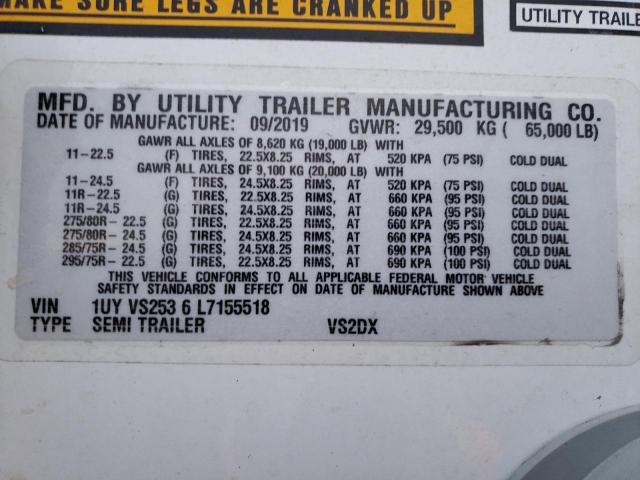 MAKE SURE LEGS ARE CRANKED UP
UTILITY TRAILE
MFD. BY UTILITY TRAILER MANUFACTURING CO.
DATE OF MANUFACTURE: 09/2019 GVWR: 29,500 KG ( 65,000 LB)
GAWR ALL AXLES OF 8,620 KG (19,000 LB) WITH
11-22.5 (F) TIRES, 22.5X8.25 RIMS, AT 520 KPA (75 PSI) COLD DUAL
GAWR ALL AXLES OF 9,100 KG (20,000 LB) WITH
11-24.5 (F) TIRES, 24.5X8.25 RIMS, AT 520 KPA (75 PSI) COLD DUAL
11R-22.5 (G) TIRES, 22.5X8.25 RIMS, AT 660 KPA (95 PSI) COLD DUAL
11R-24.5 (G) TIRES, 24.5X8.25 RIMS, AT 660 KPA (95 PSI) COLD DUAL
275/80R- 22.5 (G) TIRES, 22.5X8.25 RIMS, AT 660 KPA (95 PSI) COLD DUAL
275/80R- 24.5 (G) TIRES, 24.5X8.25 RIMS, AT 660 KPA (95 PSI) COLD DUAL
285/75R- 24.5 (G) TIRES, 24.5X8.25 RIMS, AT 690 KPA (100 PSI) COLD DUAL
295/75R- 22.5 (G) TIRES, 22.5X8.25 RIMS, AT 690 KPA (100 PSI) COLD DUAL
THIS VEHICLE CONFORMS TO ALL APPLICABLE FEDERAL MOTOR VEHICLE
SAFETY STANDARDS IN EFFECT ON DATE OF MANUFACTURE SHOWN ABOVE
VIN 1UY VS253 6 L7155518
TYPE SEMI TRAILER VS2DX